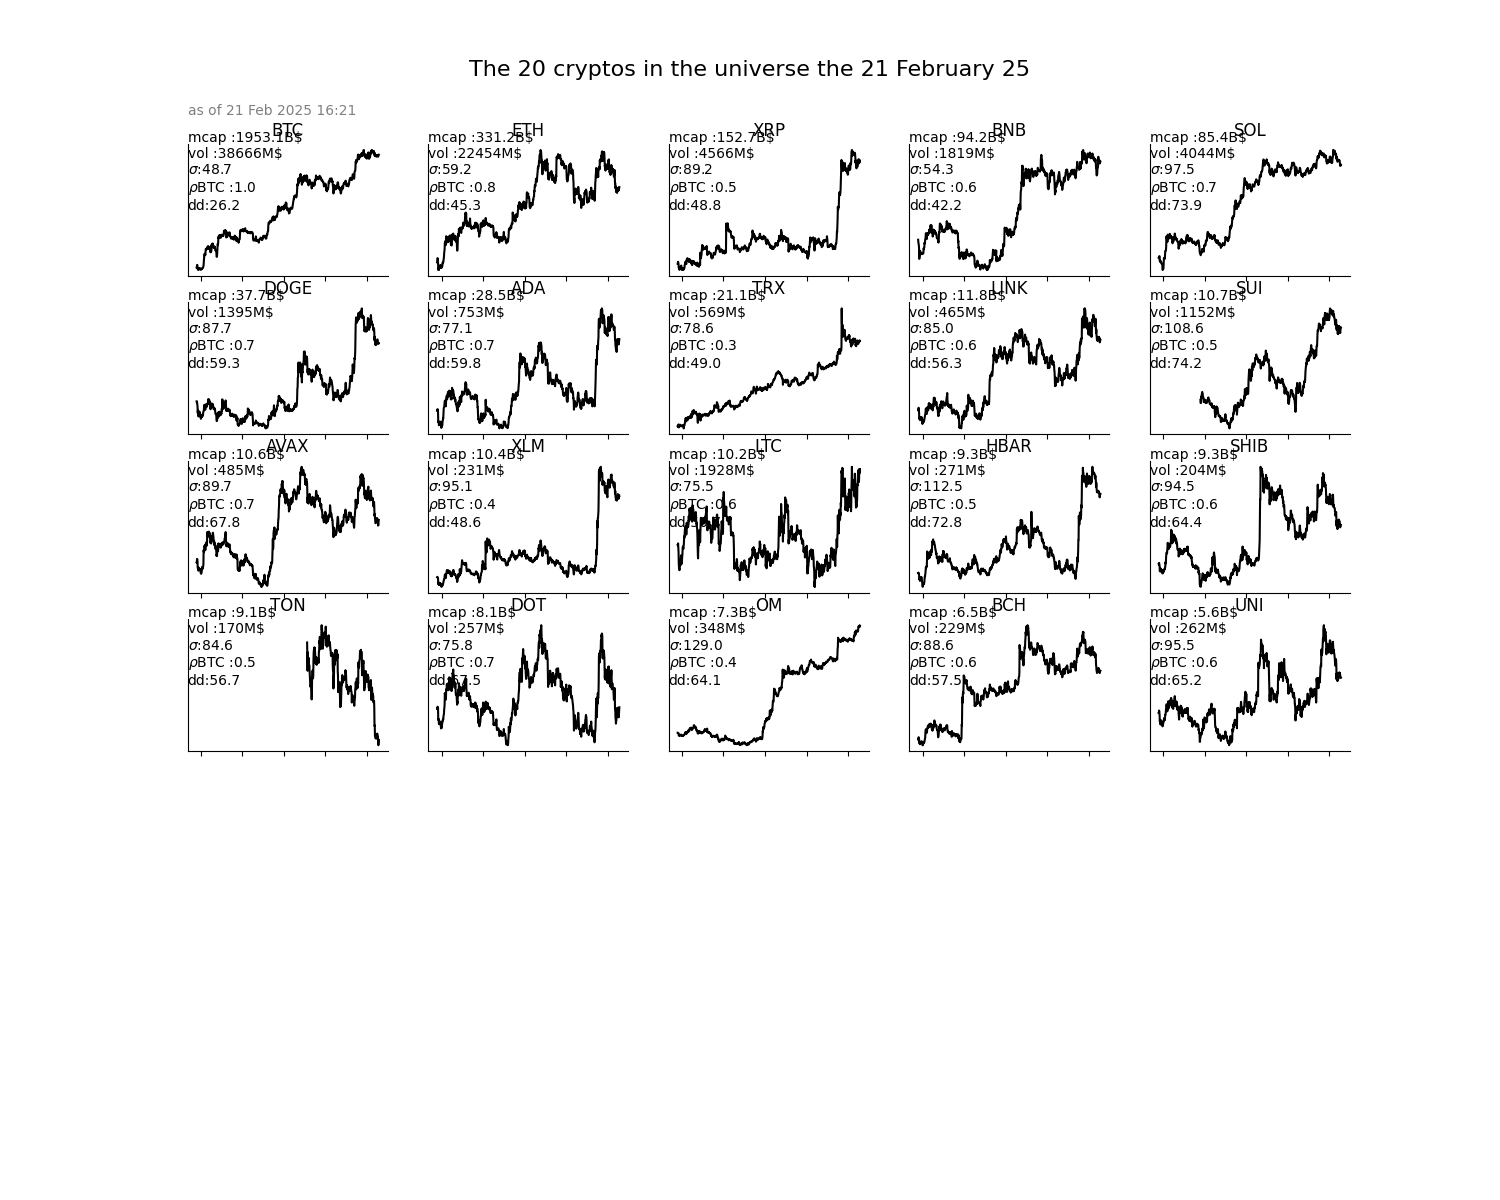 The 20 cryptos in the universe the 21 February 25
as of 21 Feb 2025 16:21
BTC
mcap :1953.1B$
vol :38666M$
σ:48.7
ρBTC :1.0
dd:26.2
ETH
mcap :331.2B$
vol :22454M$
σ:59.2
ρBTC :0.8
dd:45.3
XRP
mcap :152.7B$
vol :4566M$
σ:89.2
ρBTC :0.5
dd:48.8
BNB
mcap :94.2B$
vol :1819M$
σ:54.3
ρBTC :0.6
dd:42.2
SOL
mcap :85.4B$
vol :4044M$
σ:97.5
ρBTC :0.7
dd:73.9
DOGE
mcap :37.7B$
vol :1395M$
σ:87.7
ρBTC :0.7
dd:59.3
ADA
mcap :28.5B$
vol :753M$
σ:77.1
ρBTC :0.7
dd:59.8
TRX
mcap :21.1B$
vol :569M$
σ:78.6
ρBTC :0.3
dd:49.0
LINK
mcap :11.8B$
vol :465M$
σ:85.0
ρBTC :0.6
dd:56.3
SUI
mcap :10.7B$
vol :1152M$
σ:108.6
ρBTC :0.5
dd:74.2
AVAX
mcap :10.6B$
vol :485M$
σ:89.7
ρBTC :0.7
dd:67.8
XLM
mcap :10.4B$
vol :231M$
σ:95.1
ρBTC :0.4
dd:48.6
LTC
mcap :10.2B$
vol :1928M$
σ:75.5
ρBTC :0.6
HBAR
mcap :9.3B$
vol :271M$
σ:112.5
ρBTC :0.5
dd:72.8
SHIB
mcap :9.3B$
vol :204M$
σ:94.5
ρBTC :0.6
dd:64.4
TON
mcap :9.1B$
vol :170M$
σ:84.6
ρBTC :0.5
dd:56.7
DOT
mcap :8.1B$
vol :257M$
σ:75.8
ρBTC :0.7
dd:57.5
OM
mcap :7.3B$
vol :348M$
σ:129.0
ρBTC :0.4
dd:64.1
BCH
mcap :6.5B$
vol :229M$
σ:88.6
ρBTC :0.6
dd:57.5
UNI
mcap :5.6B$
vol :262M$
σ:95.5
ρBTC :0.6
dd:65.2